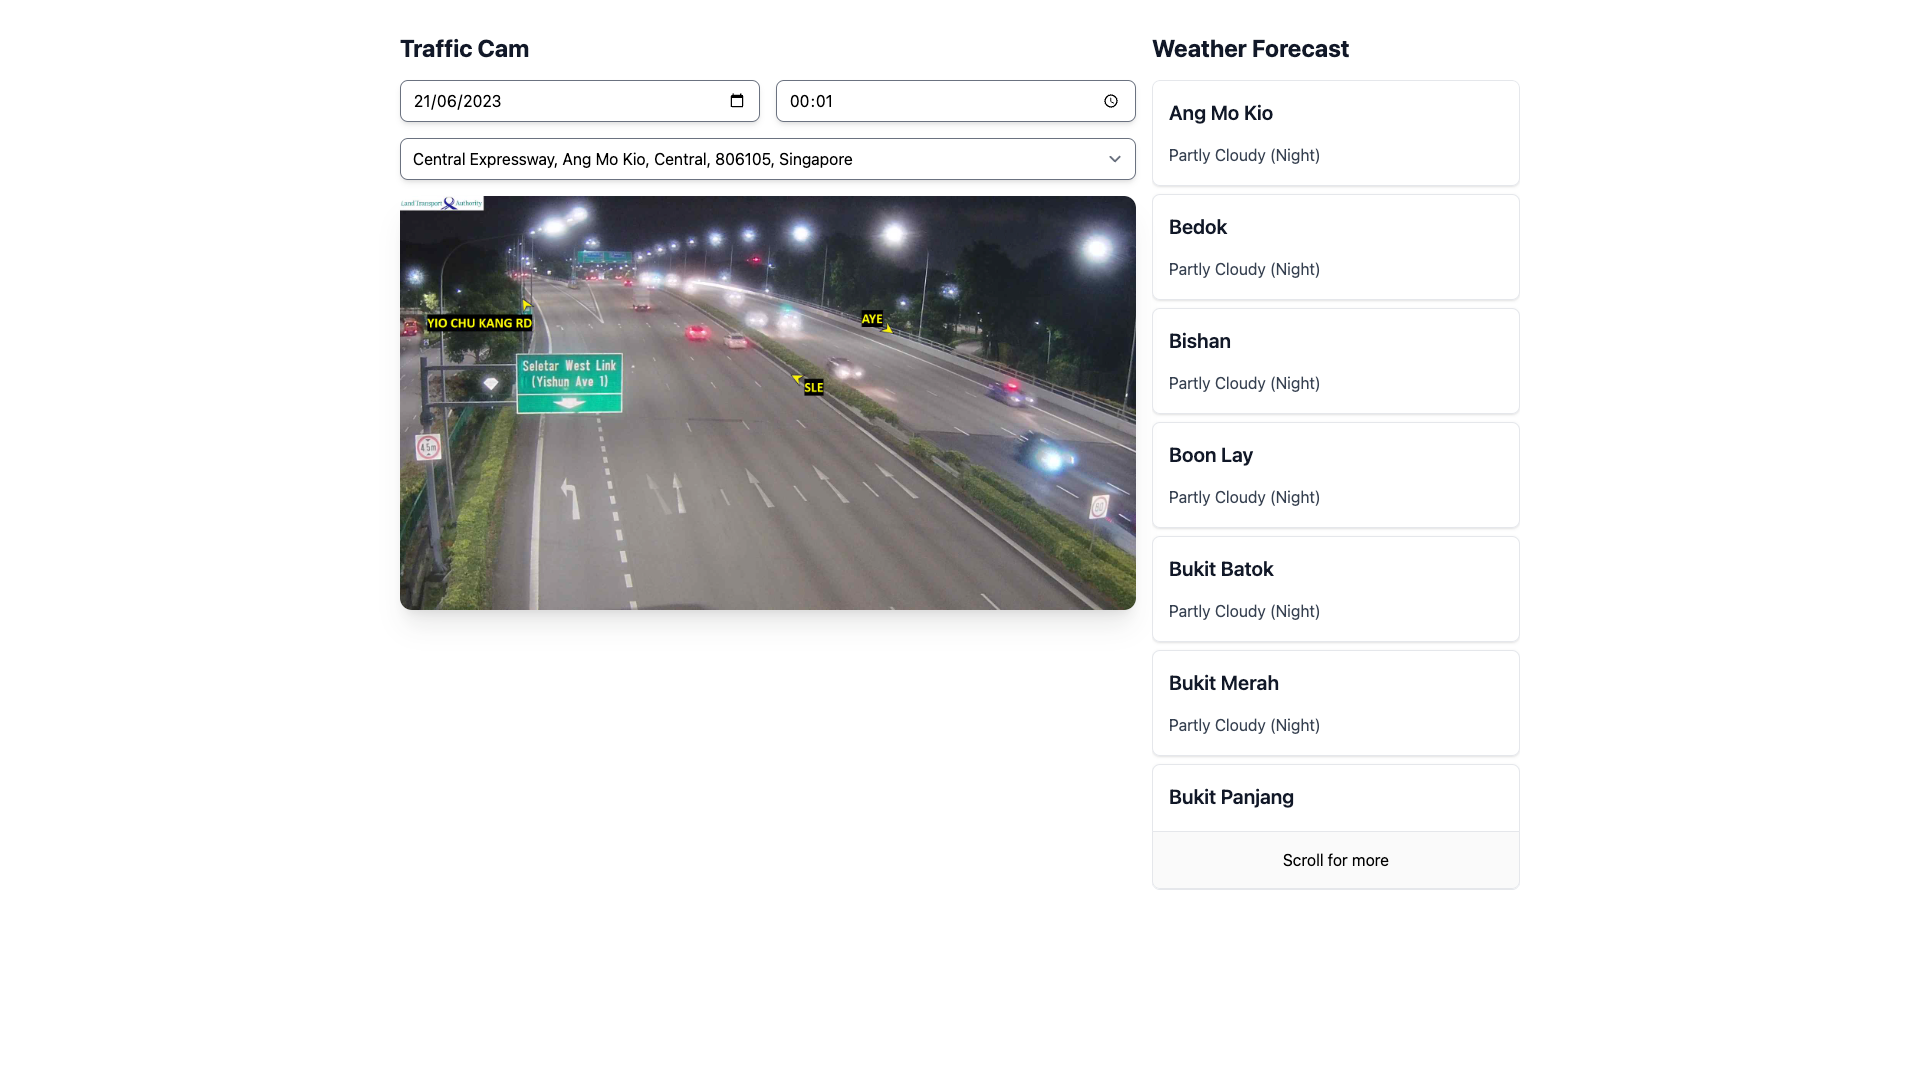 Traffic Cam
21/06/2023
00:01
Central Expressway, Ang Mo Kio, Central, 806105, Singapore
Land Transport Authority
YIO CHU KANG RD
AYE
SLE
Seletar West Link
(Yishun Ave 1)
4.5m
80
Weather Forecast
Ang Mo Kio
Partly Cloudy (Night)
Bedok
Partly Cloudy (Night)
Bishan
Partly Cloudy (Night)
Boon Lay
Partly Cloudy (Night)
Bukit Batok
Partly Cloudy (Night)
Bukit Merah
Partly Cloudy (Night)
Bukit Panjang
Scroll for more